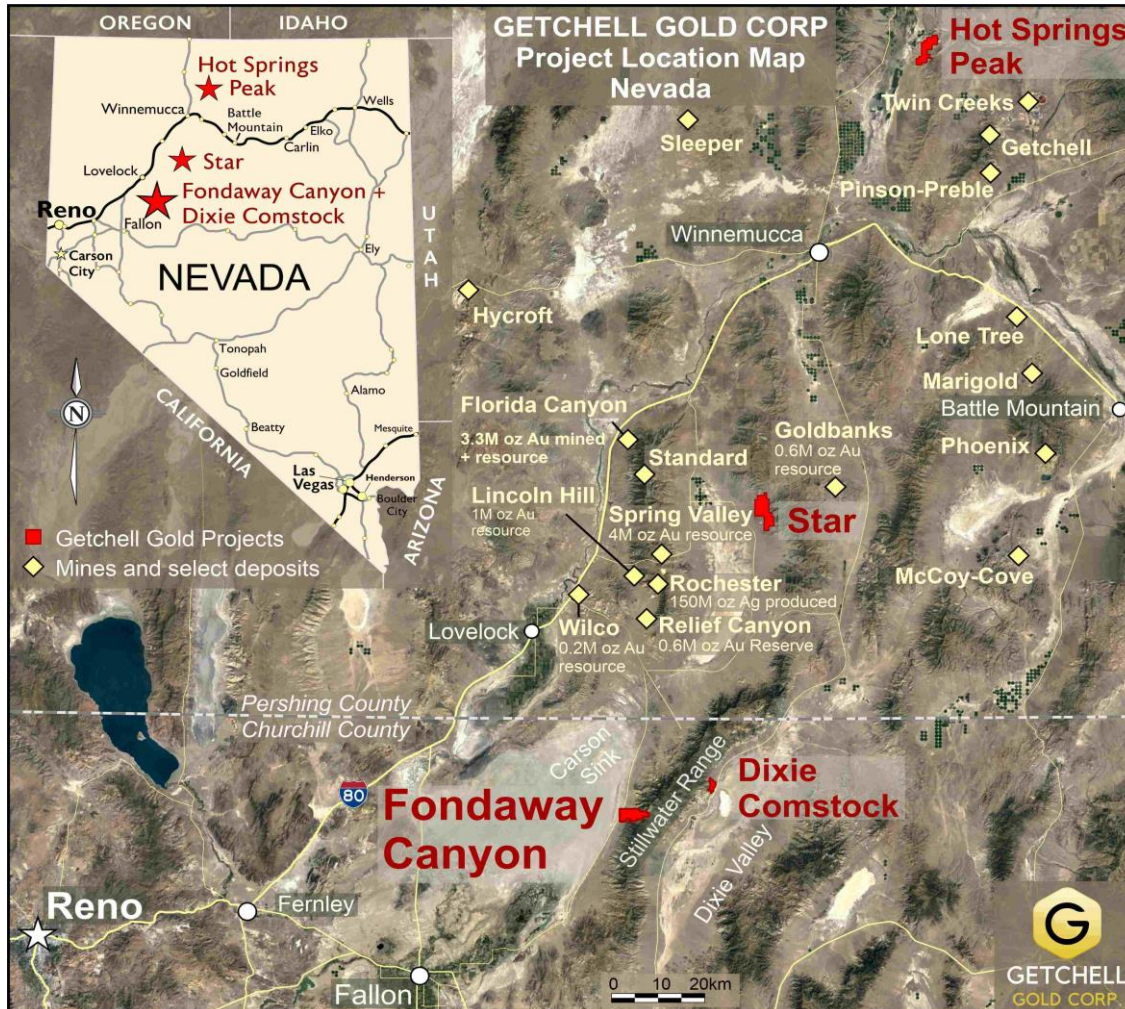 OREGON
IDAHO
Hot Springs
Peak
Winnemucca
Battle
Mountain
Wells
Elko
Carlin
Lovelock
Star
Fondaway Canyon +
Dixie Comstock
Reno
Fallon
Carson
City
Ely
UTAH
NEVADA
Tonopah
Goldfield
Alamo
Beatty
CALIFORNIA
Mesquite
Las
Vegas
Henderson
Boulder
City
ARIZONA
N
Getchell Gold Projects
Mines and select deposits
GETCHELL GOLD CORP
Project Location Map
Nevada
Hot Springs
Peak
Twin Creeks
Sleeper
Getchell
Pinson-Preble
Winnemucca
Hycroft
Lone Tree
Marigold
Battle Mountain
Florida Canyon
3.3M oz Au mined
+ resource
Goldbanks
0.6M oz Au
resource
Phoenix
Standard
Lincoln Hill
1M oz Au
resource
Spring Valley
4M oz Au resource
Star
McCoy-Cove
Rochester
150M oz Ag produced
Lovelock
Wilco
0.2M oz Au
resource
Relief Canyon
0.6M oz Au Reserve
Pershing County
Churchill County
Carson
Sink
Stillwater Range
Dixie
Comstock
80
Fondaway
Canyon
Dixie Valley
Reno
Fernley
Fallon
0 10 20km
G
GETCHELL
GOLD CORP.